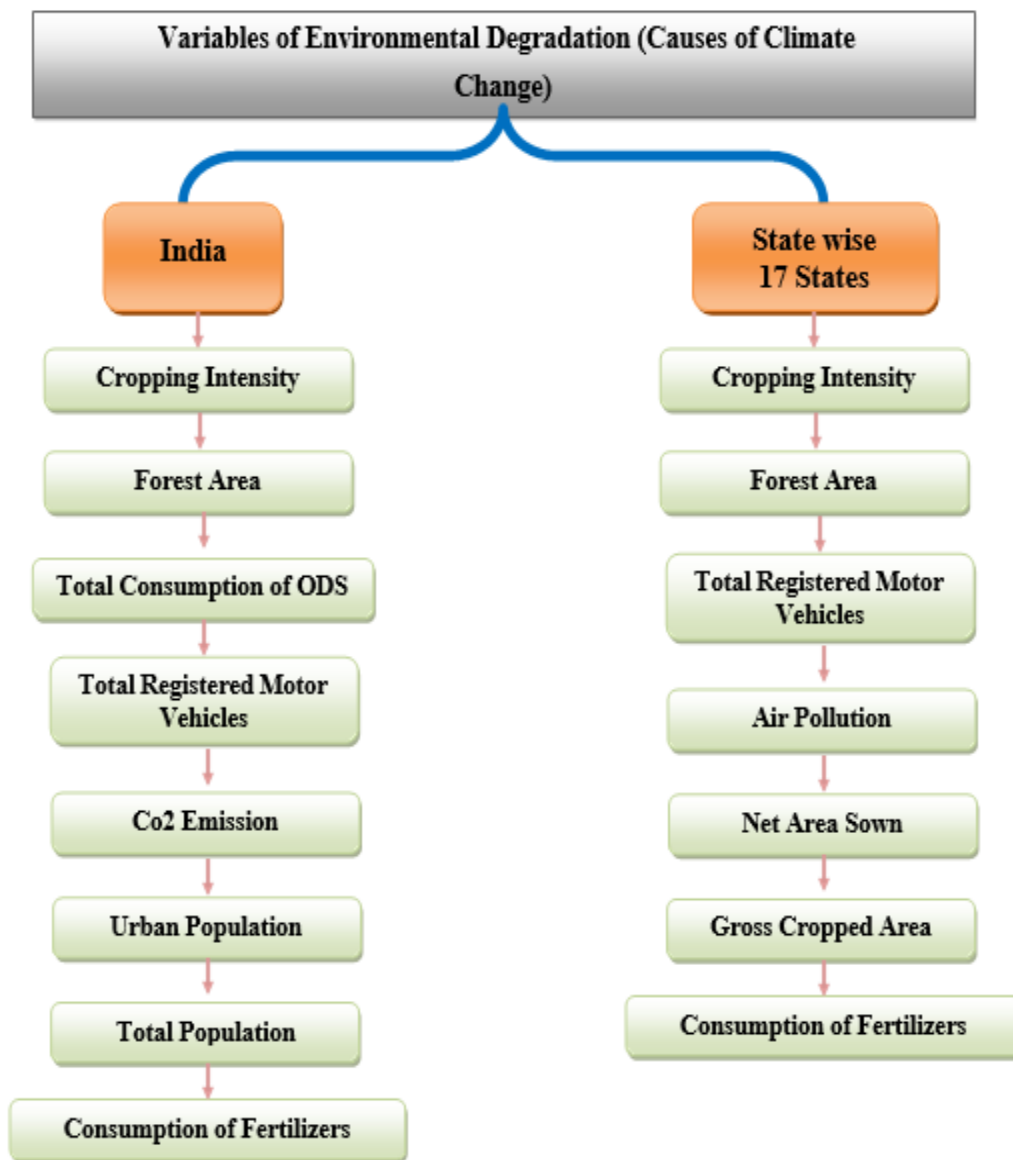 Variables of Environmental Degradation (Causes of Climate
Change)
India
Cropping Intensity
Forest Area
Total Consumption of ODS
Total Registered Motor
Vehicles
Co2 Emission
Urban Population
Total Population
Consumption of Fertilizers
State wise
17 States
Cropping Intensity
Forest Area
Total Registered Motor
Vehicles
Air Pollution
Net Area Sown
Gross Cropped Area
Consumption of Fertilizers